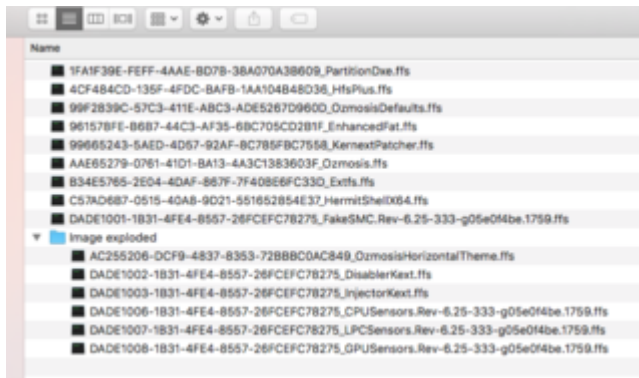 Name
1FA1F39E-FEFF-4AAE-BD7B-38A070A3B609_PartitionDxe.ffs
4CF484CD-135F-4FDC-BAFB-1AA104B48D36_HfsPlus.ffs
99F2839C-57C3-411E-ABC3-ADE5267D960D_OzmosisDefaults.ffs
961578FE-B6B7-44C3-AF35-6BC705CD2B1F_EnhancedFat.ffs
99665243-5AED-4D57-92AF-8C785FBC7558_KernextPatcher.ffs
AAE65279-0761-41D1-BA13-4A3C1383603F_Ozmosis.ffs
B34E5765-2E04-4DAF-867F-7F40BE6FC33D_Extfs.ffs
C57AD6B7-0515-40A8-9D21-551652854E37_HermitShellX64.ffs
DADE1001-1B31-4FE4-8557-26FCEFC78275_FakeSMC.Rev-6.25-333-g05e0f4be.1759.ffs
Image exploded
AC255206-DCF9-4837-8353-72BBBC0AC849_OzmosisHorizontalTheme.ffs
DADE1002-1B31-4FE4-8557-26FCEFC78275_DisablerKext.ffs
DADE1003-1B31-4FE4-8557-26FCEFC78275_InjectorKext.ffs
DADE1006-1B31-4FE4-8557-26FCEFC78275_CPUSensors.Rev-6.25-333-g05e0f4be.1759.ffs
DADE1007-1B31-4FE4-8557-26FCEFC78275_LPCSensors.Rev-6.25-333-g05e0f4be.1759.ffs
DADE1008-1B31-4FE4-8557-26FCEFC78275_GPUSensors.Rev-6.25-333-g05e0f4be.1759.ffs